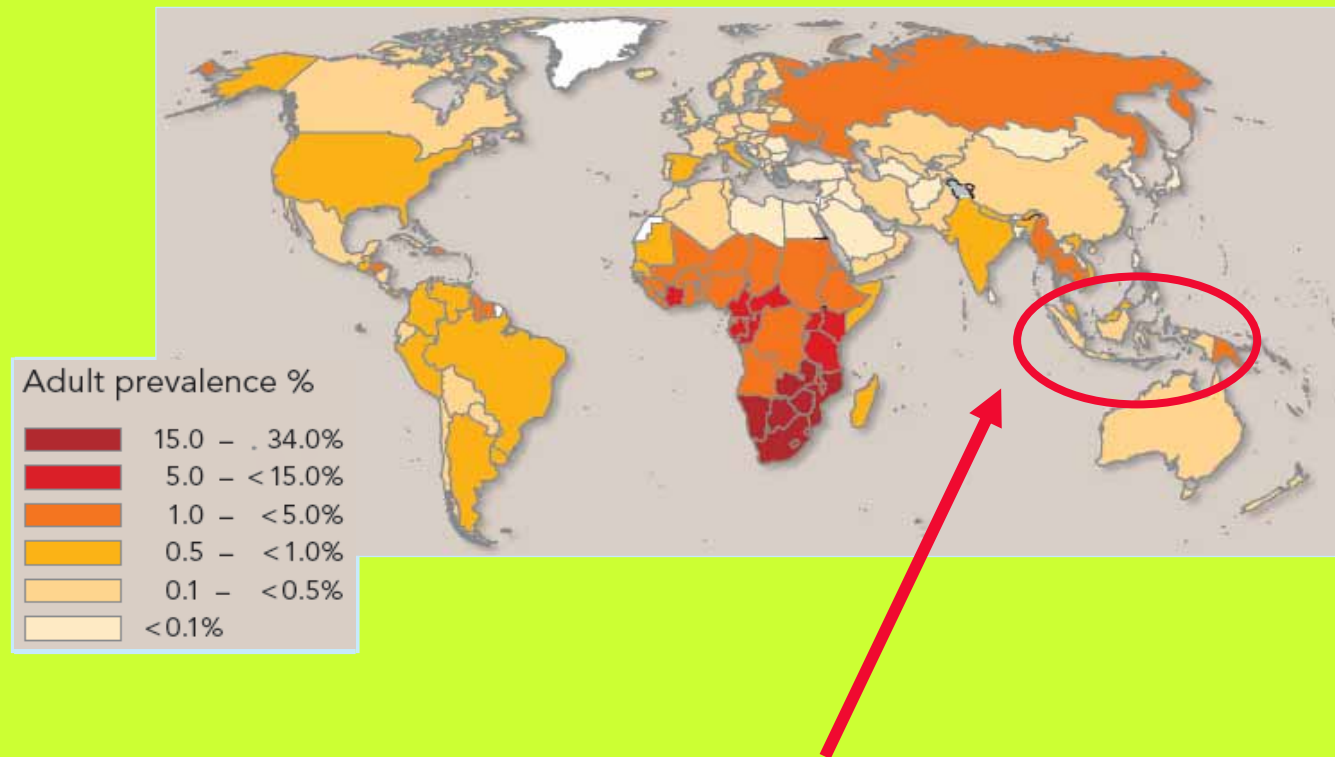 Adult prevalence %
15.0 – . 34.0%
5.0 – <15.0%
1.0 – <5.0%
0.5 – <1.0%
0.1 – <0.5%
<0.1%